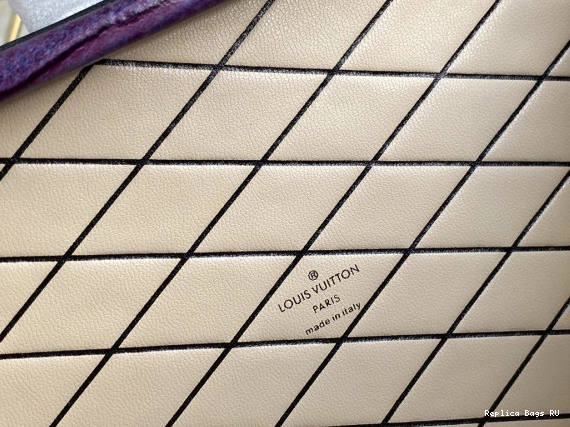 ®
LOUIS VUITTON
PARIS
made in italy
Replica Bags RU